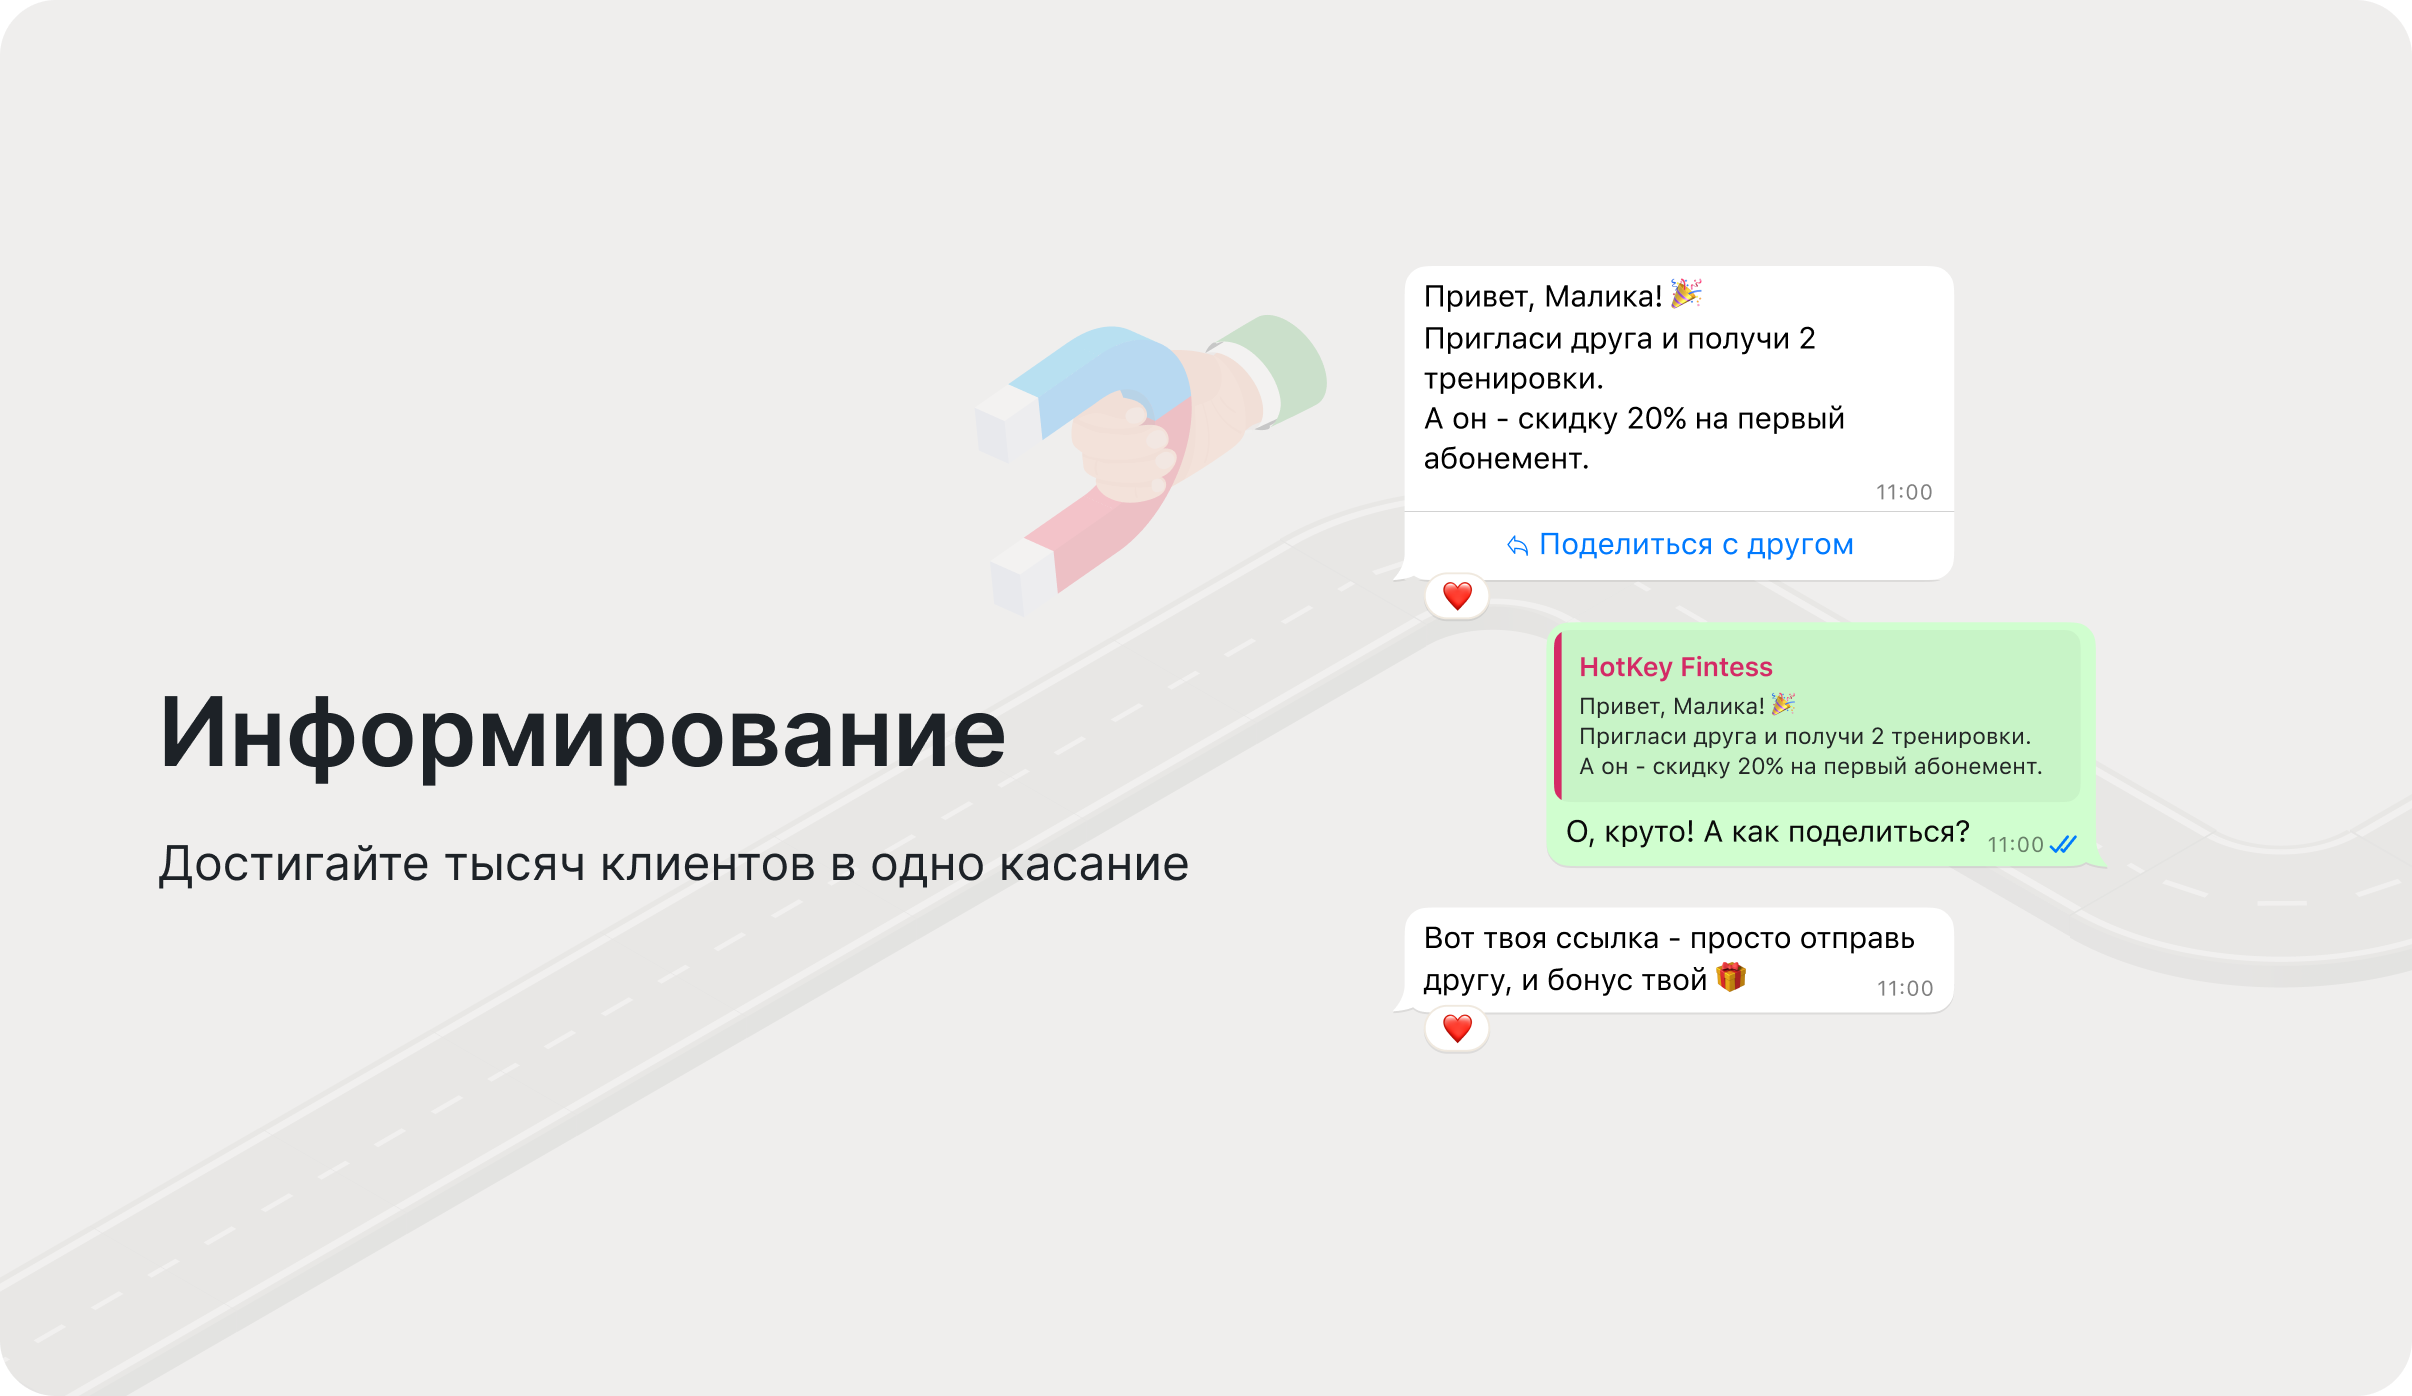 Информирование
Достигайте тысяч клиентов в одно касание
Привет, Малика! 🎉
Пригласи друга и получи 2
тренировки.
А он - скидку 20% на первый
абонемент.
11:00
Поделиться с другом
HotKey Fintess
Привет, Малика! 🎉
Пригласи друга и получи 2 тренировки.
А он - скидку 20% на первый абонемент.
О, круто! А как поделиться? 11:00
Вот твоя ссылка - просто отправь
другу, и бонус твой 🎁 11:00